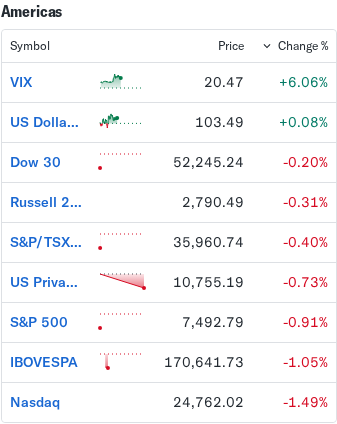 Americas
Symbol Price Change %
VIX 20.47 +6.06%
US Dolla... 103.49 +0.08%
Dow 30 52,245.24 -0.20%
Russell 2... 2,790.49 -0.31%
S&P/TSX... 35,960.74 -0.40%
US Priva... 10,755.19 -0.73%
S&P 500 7,492.79 -0.91%
IBOVESPA 170,641.73 -1.05%
Nasdaq 24,762.02 -1.49%